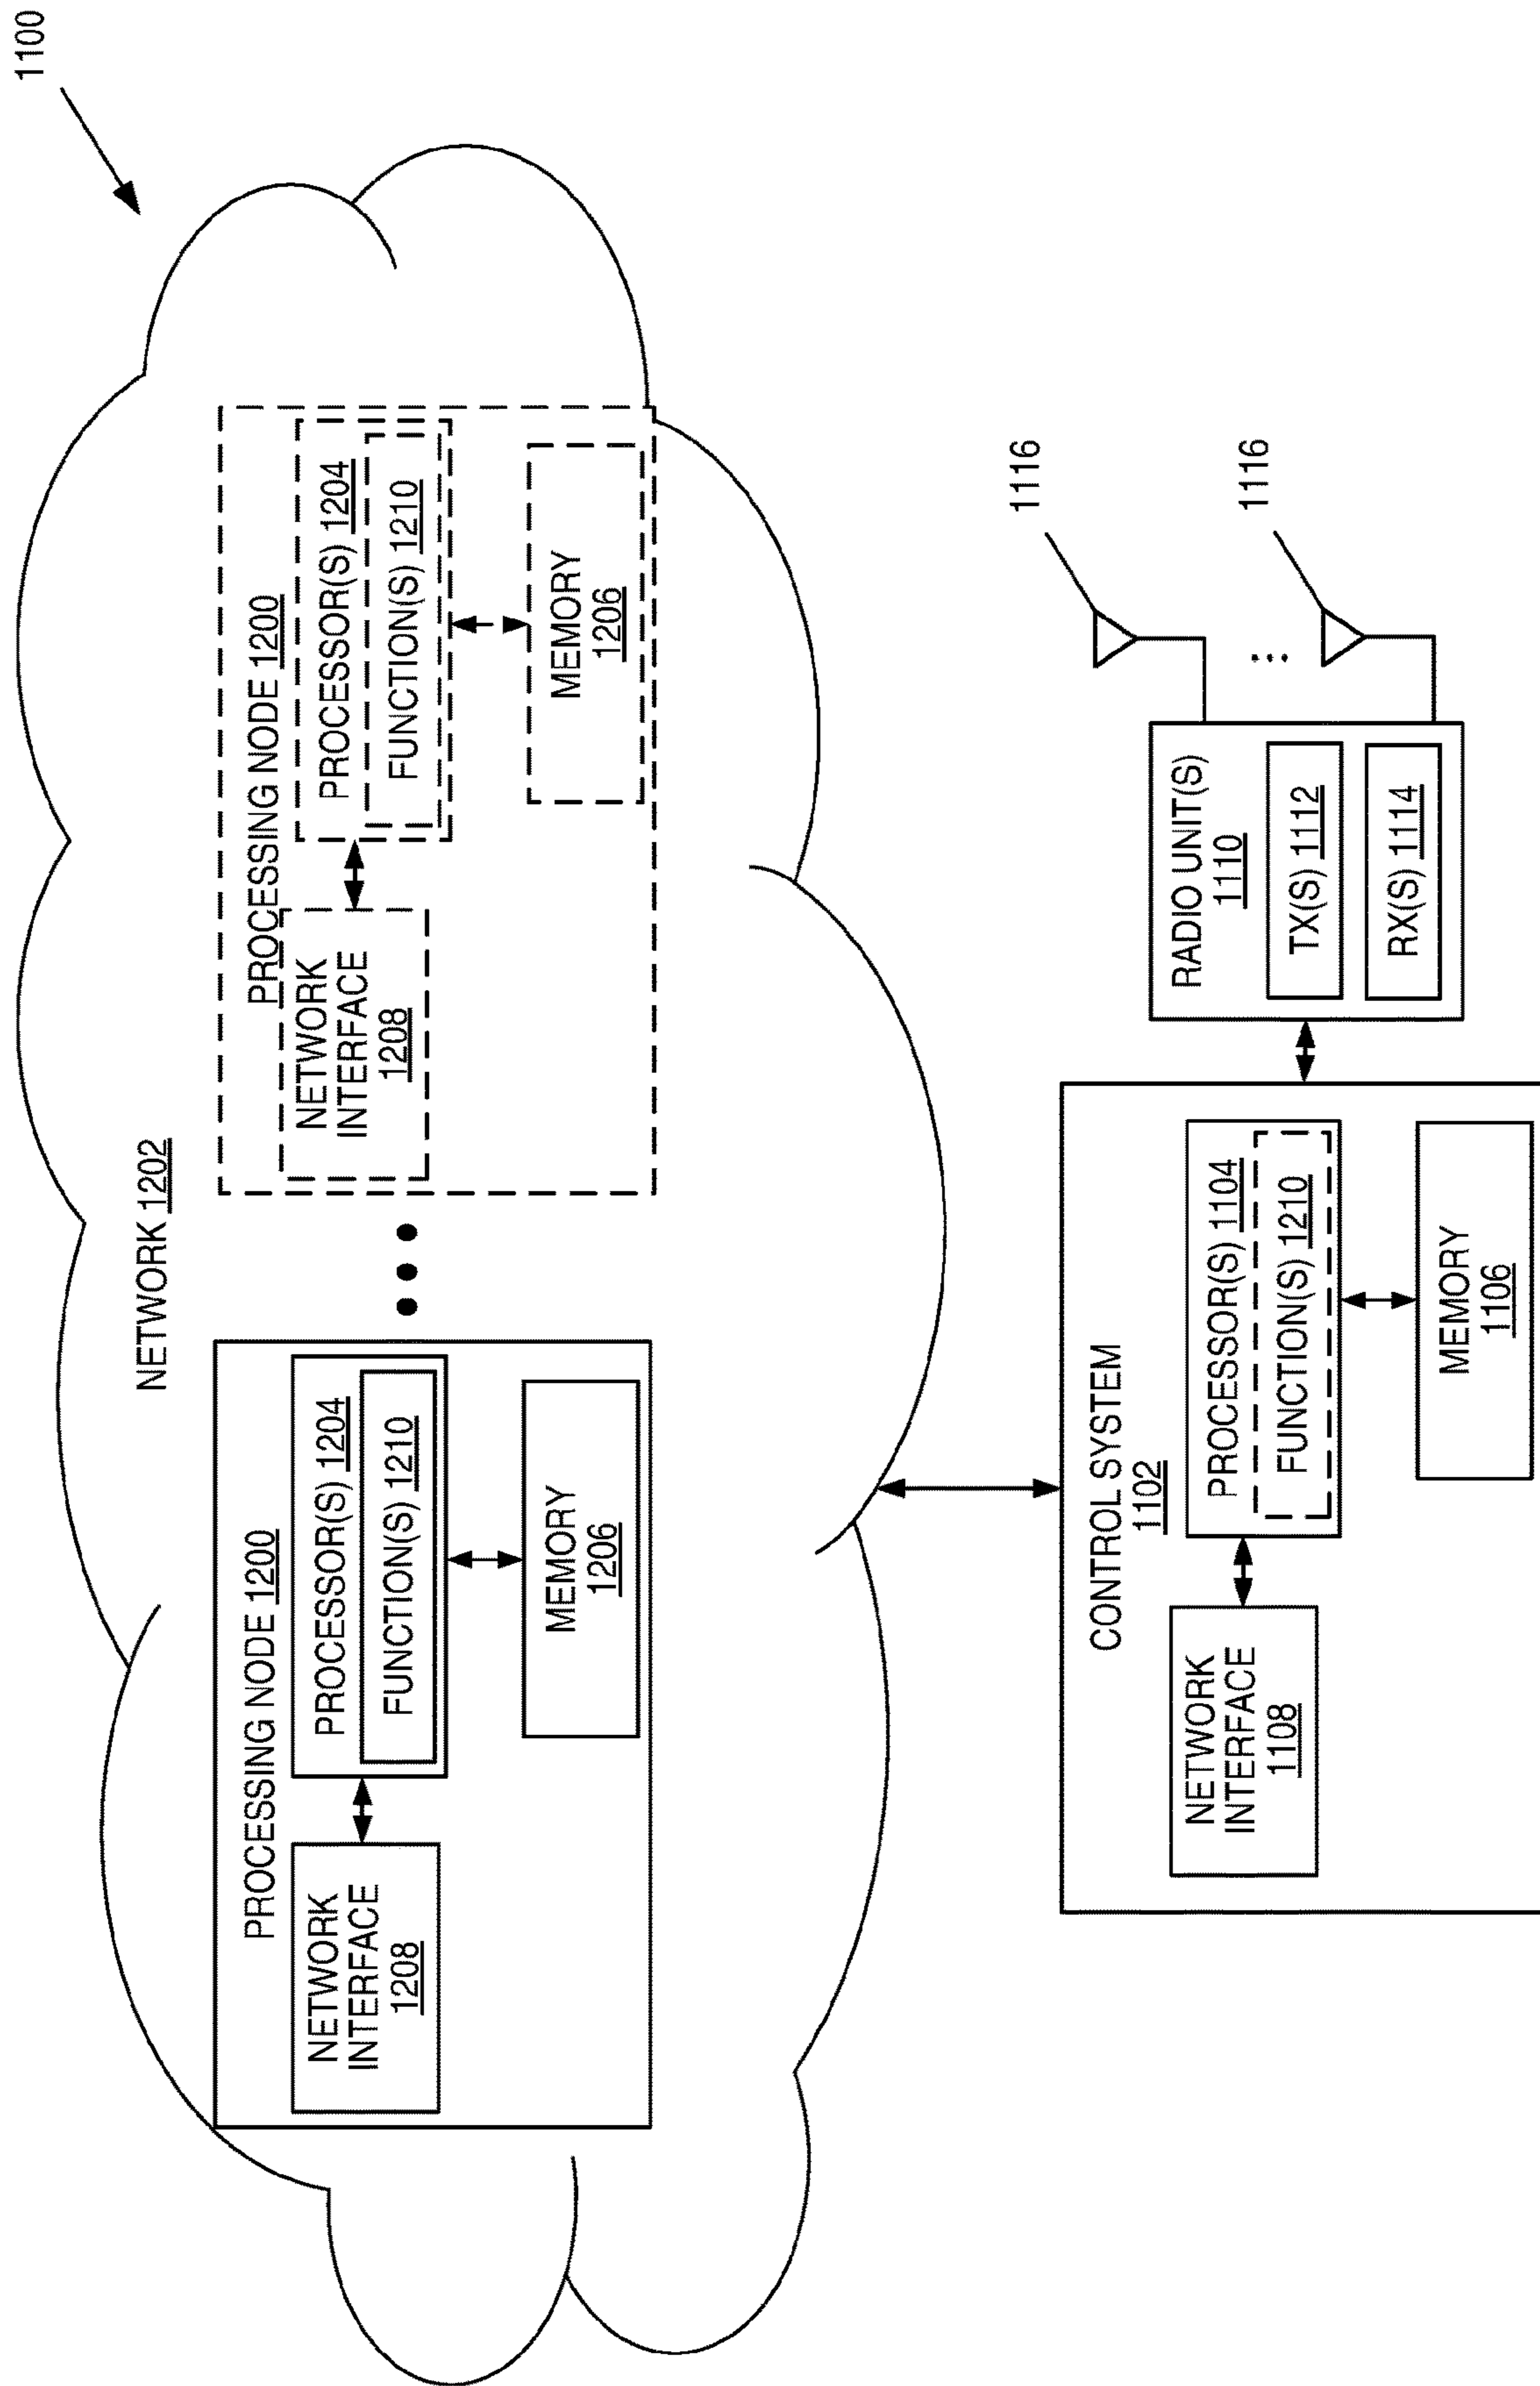 1100
NETWORK 1202
PROCESSING NODE 1200
NETWORK
INTERFACE
1208
PROCESSOR(S) 1204
FUNCTION(S) 1210
MEMORY
1206
PROCESSING NODE 1200
NETWORK
INTERFACE
1208
PROCESSOR(S) 1204
FUNCTION(S) 1210
MEMORY
1206
CONTROL SYSTEM
1102
NETWORK
INTERFACE
1108
PROCESSOR(S) 1104
FUNCTION(S) 1210
MEMORY
1106
RADIO UNIT(S)
1110
TX(S) 1112
RX(S) 1114
1116
1116